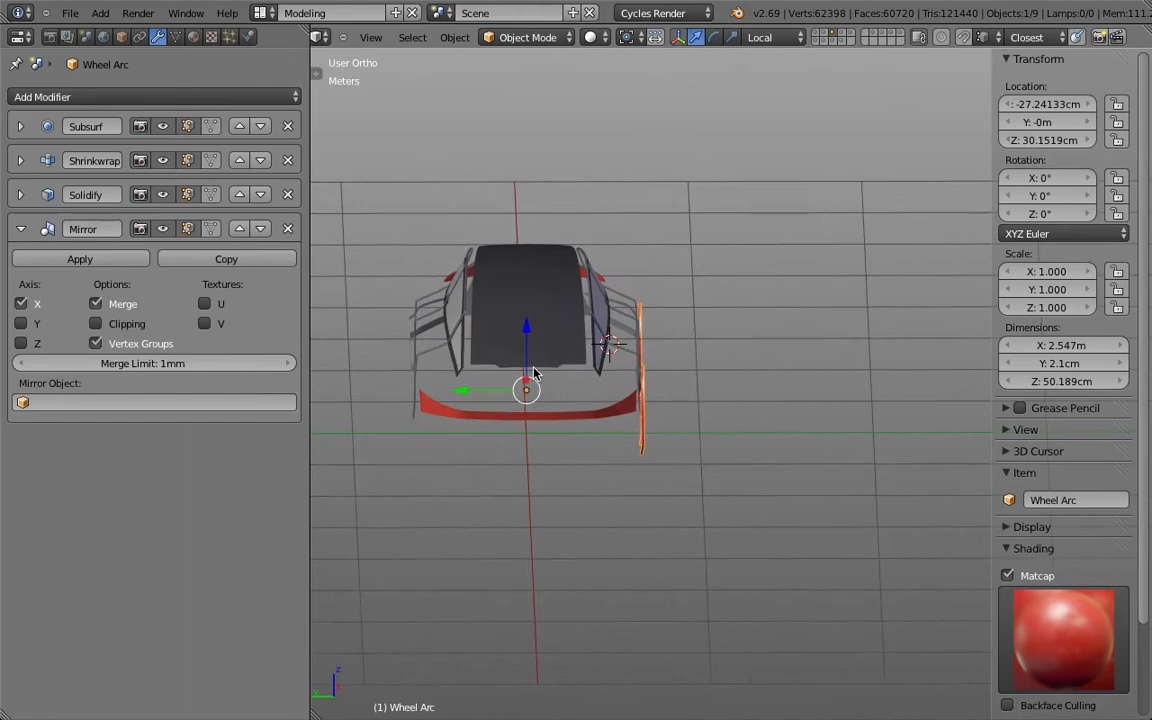 File Add Render Window Help Modeling Scene Cycles Render v2.69 | Verts:62398 | Faces:60720 | Tris:121440 | Objects:1/9 | Lamps:0/0 | Mem:111.
View Select Object Object Mode Local Closest
Wheel Arc
Add Modifier
Subsurf
Shrinkwrap
Solidify
Mirror
Apply Copy
Axis: Options: Textures:
X Merge U
Y Clipping V
Z Vertex Groups
Merge Limit: 1mm
Mirror Object:
User Ortho
Meters
z
x
y
(1) Wheel Arc
Transform
Location:
: -27.24133cm
Y: -0m
Z: 30.1519cm
Rotation:
X: 0°
Y: 0°
Z: 0°
XYZ Euler
Scale:
X: 1.000
Y: 1.000
Z: 1.000
Dimensions:
X: 2.547m
Y: 2.1cm
Z: 50.189cm
Grease Pencil
View
3D Cursor
Item
Wheel Arc
Display
Shading
Matcap
Backface Culling